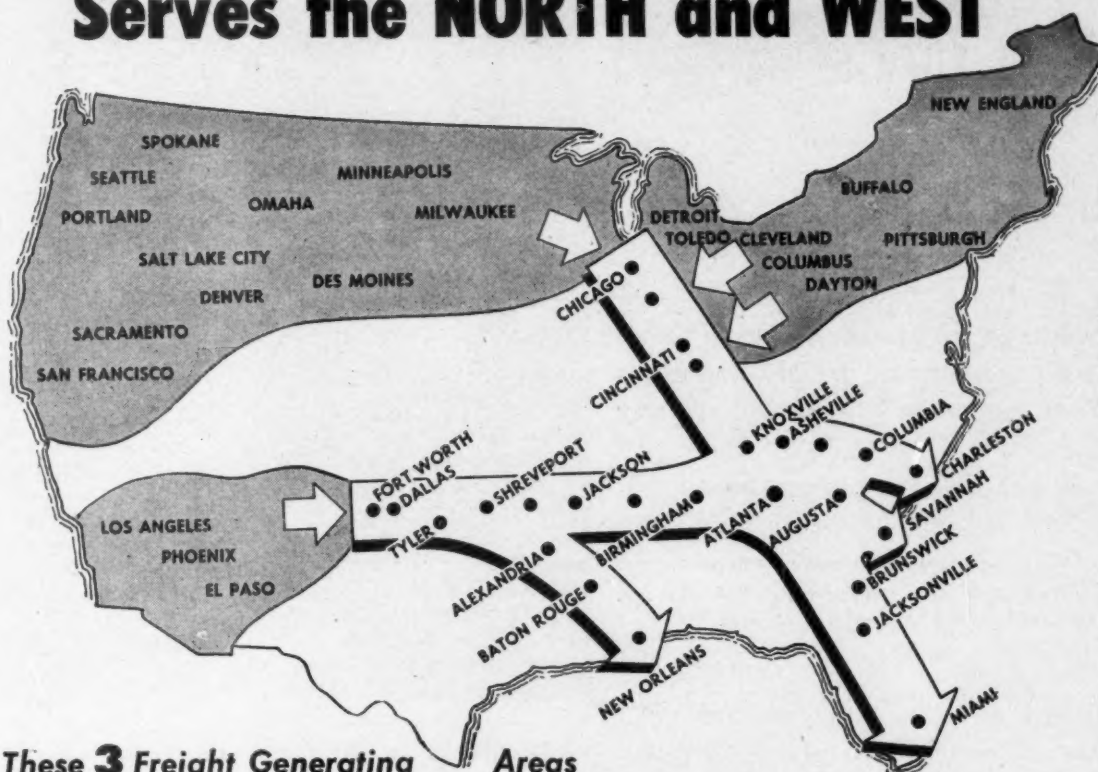 Serves the NORTH and WEST
NEW ENGLAND
SPOKANE
SEATTLE
MINNEAPOLIS
BUFFALO
PORTLAND
OMAHA
MILWAUKEE
DETROIT
TOLEDO
CLEVELAND
PITTSBURGH
SALT LAKE CITY
COLUMBUS
DENVER
DES MOINES
DAYTON
CHICAGO
SACRAMENTO
SAN FRANCISCO
CINCINNATI
KNOXVILLE
ASHEVILLE
COLUMBIA
CHARLESTON
FORT WORTH
DALLAS
SHREVEPORT
JACKSON
SAVANNAH
LOS ANGELES
PHOENIX
EL PASO
TYLER
ALEXANDRIA
BIRMINGHAM
ATLANTA
AUGUSTA
BRUNSWICK
JACKSONVILLE
BATON ROUGE
NEW ORLEANS
MIAMI
These 3 Freight Generating Areas